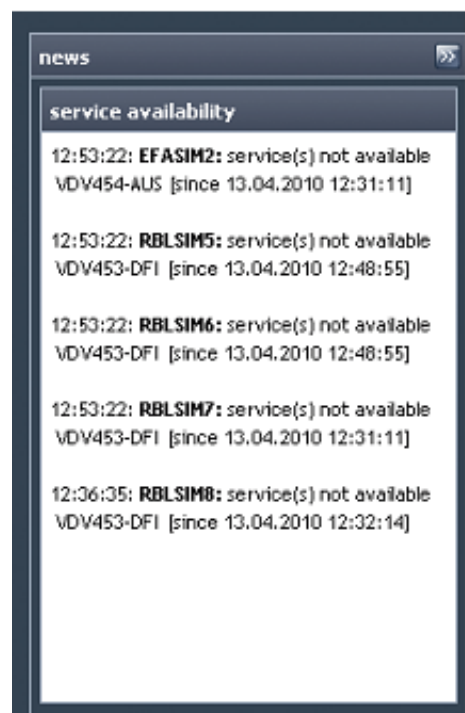 news
service availability
12:53:22: EFASIM2: service(s) not available
VDV454-AUS [since 13.04.2010 12:31:11]
12:53:22: RBLSIM5: service(s) not available
VDV453-DFI [since 13.04.2010 12:48:55]
12:53:22: RBLSIM6: service(s) not available
VDV453-DFI [since 13.04.2010 12:48:55]
12:53:22: RBLSIM7: service(s) not available
VDV453-DFI [since 13.04.2010 12:31:11]
12:36:35: RBLSIM8: service(s) not available
VDV453-DFI [since 13.04.2010 12:32:14]